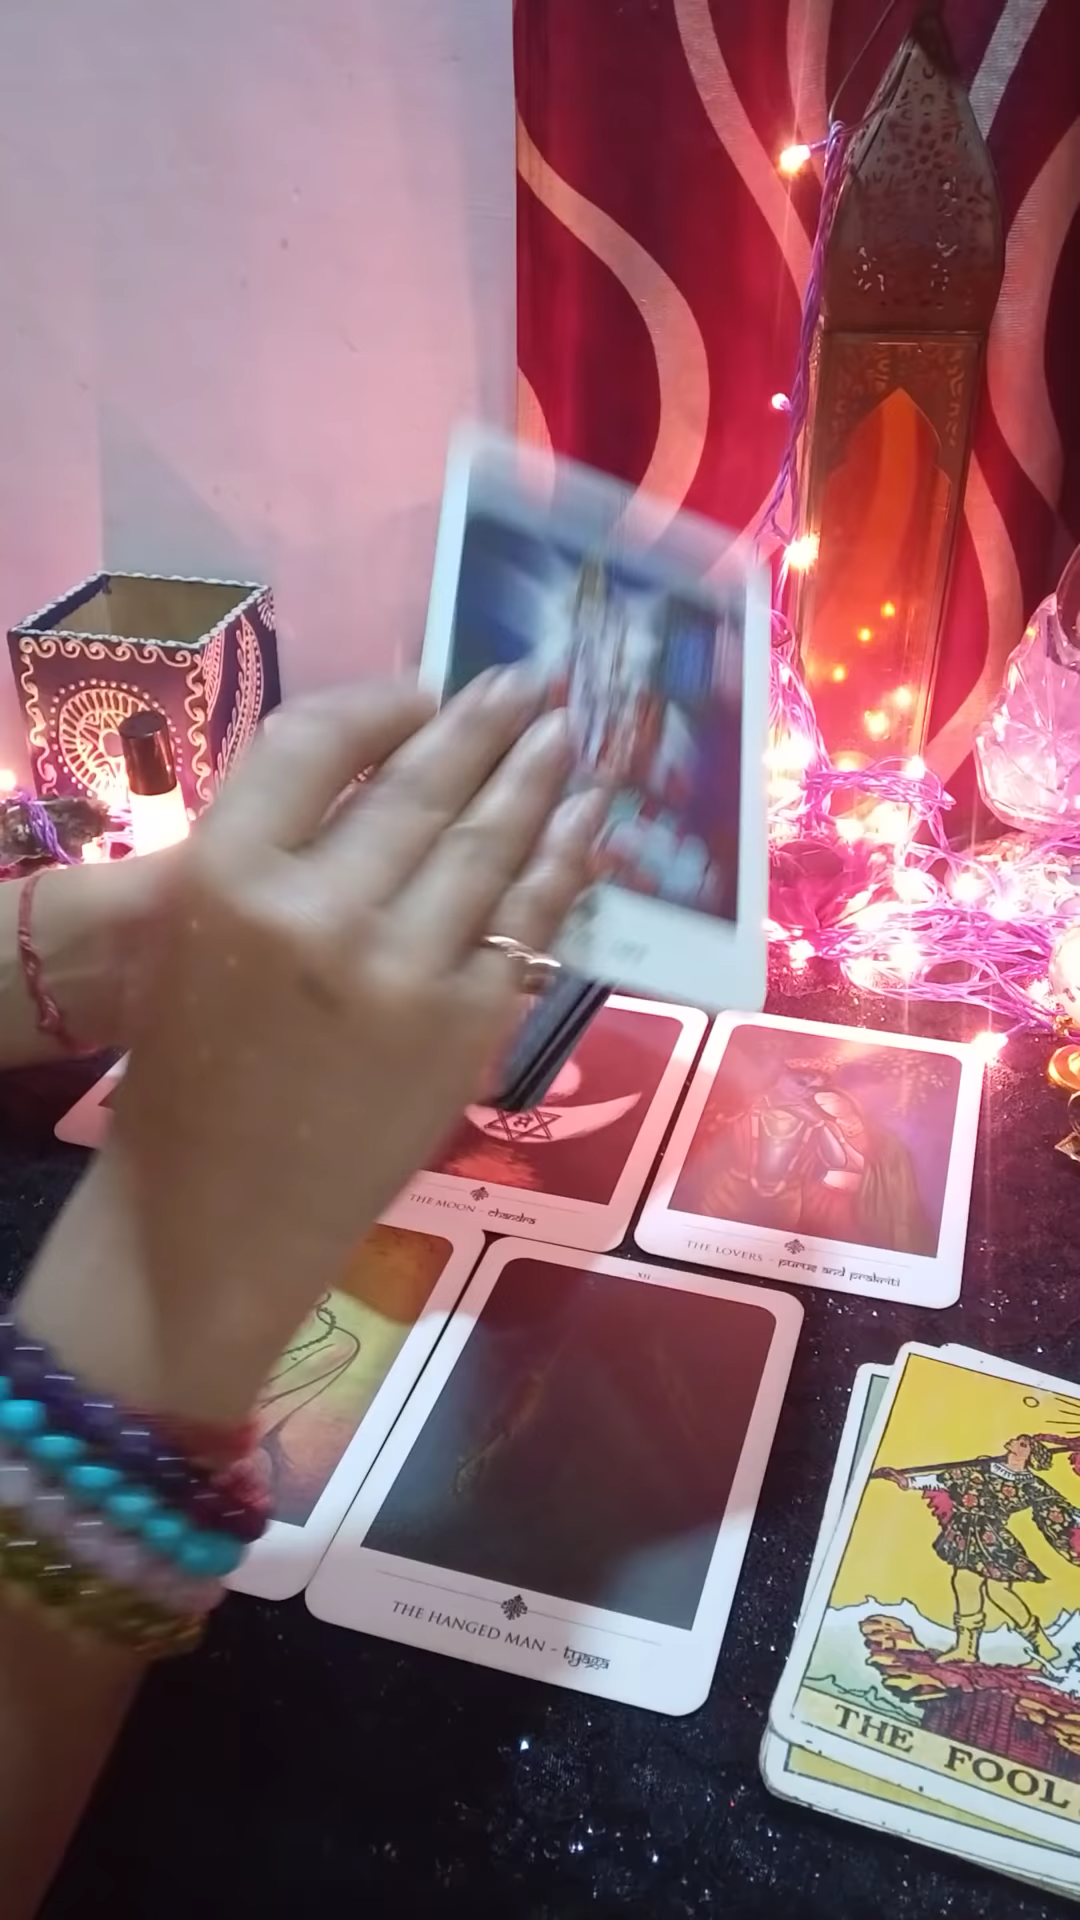 THE MOON - chandra
THE LOVERS - purus and prakriti
XII
THE HANGED MAN - tyaga
THE FOOL